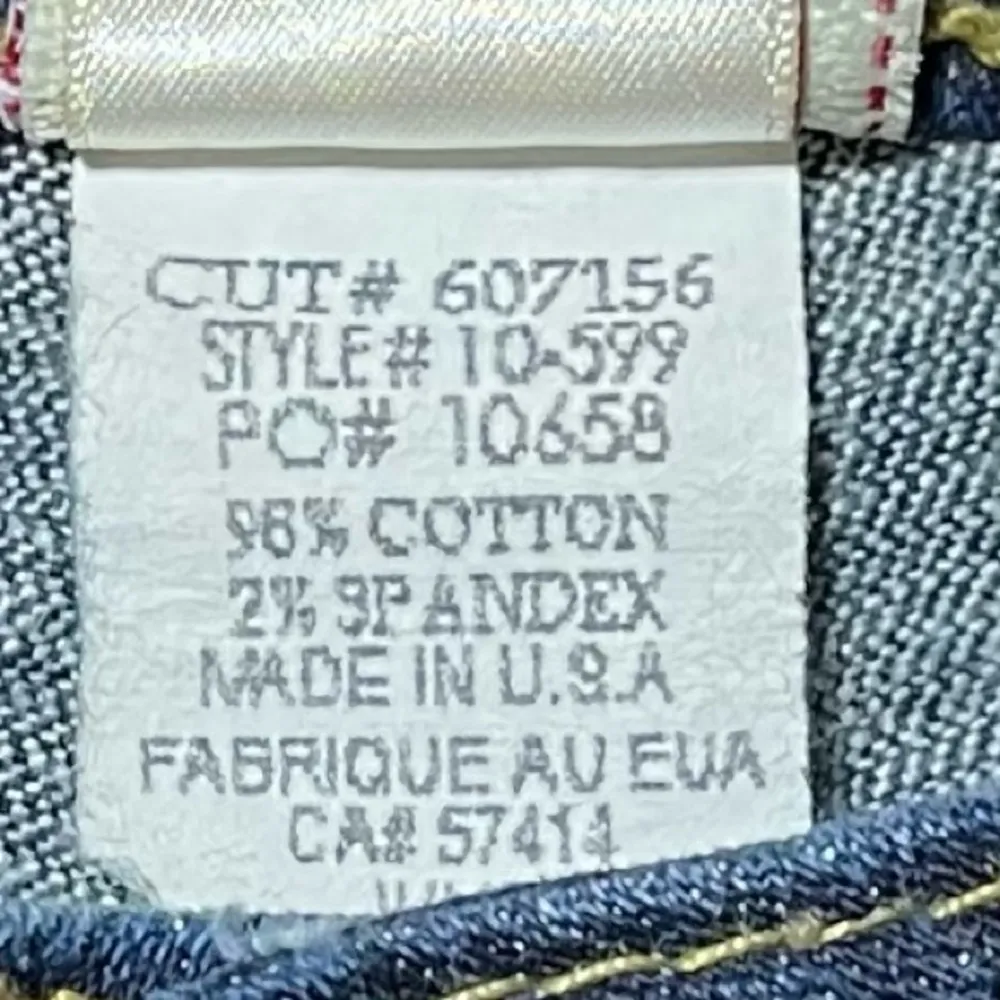 CUT# 607156
STYLE# 10-599
PO# 10658
98% COTTON
2% SPANDEX
MADE IN U.S.A
FABRIQUE AU EUA
CA# 57414